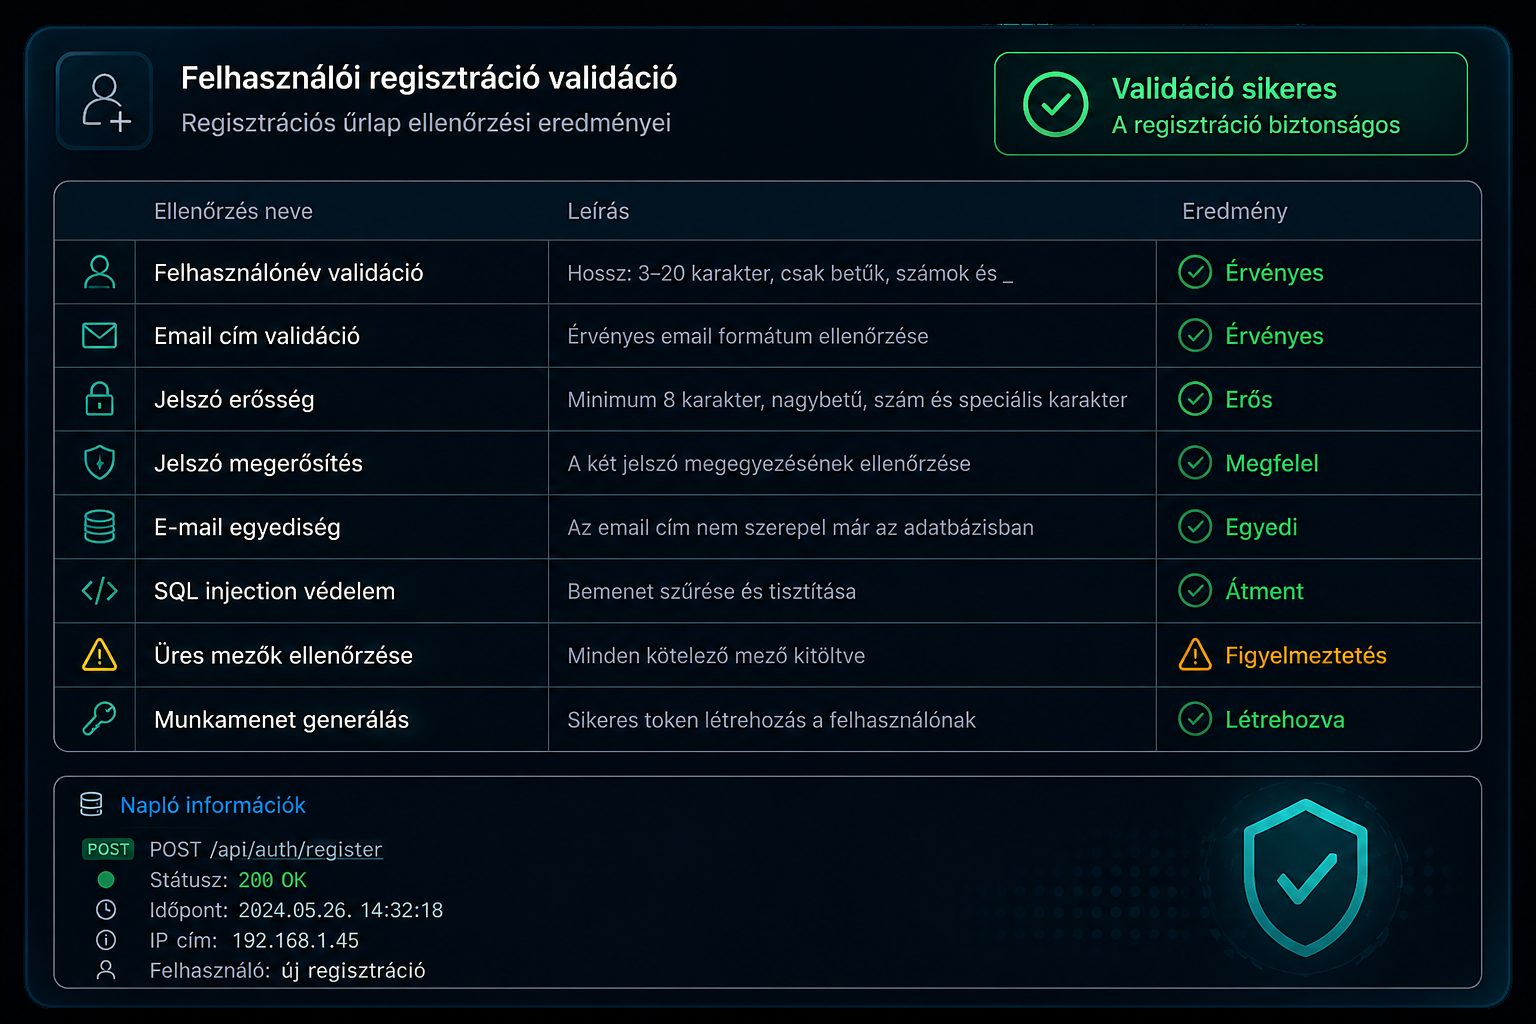 Felhasználói regisztráció validáció
Regisztrációs űrlap ellenőrzési eredményei
Validáció sikeres
A regisztráció biztonságos
Ellenőrzés neve Leírás Eredmény
Felhasználónév validáció Hossz: 3–20 karakter, csak betűk, számok és _ Érvényes
Email cím validáció Érvényes email formátum ellenőrzése Érvényes
Jelszó erősség Minimum 8 karakter, nagybetű, szám és speciális karakter Erős
Jelszó megerősítés A két jelszó megegyezésének ellenőrzése Megfelel
E-mail egyediség Az email cím nem szerepel már az adatbázisban Egyedi
SQL injection védelem Bemenet szűrése és tisztítása Átment
Üres mezők ellenőrzése Minden kötelező mező kitöltve Figyelmeztetés
Munkamenet generálás Sikeres token létrehozás a felhasználónak Létrehozva
Napló információk
POST POST /api/auth/register
Státusz: 200 OK
Időpont: 2024.05.26. 14:32:18
IP cím: 192.168.1.45
Felhasználó: új regisztráció